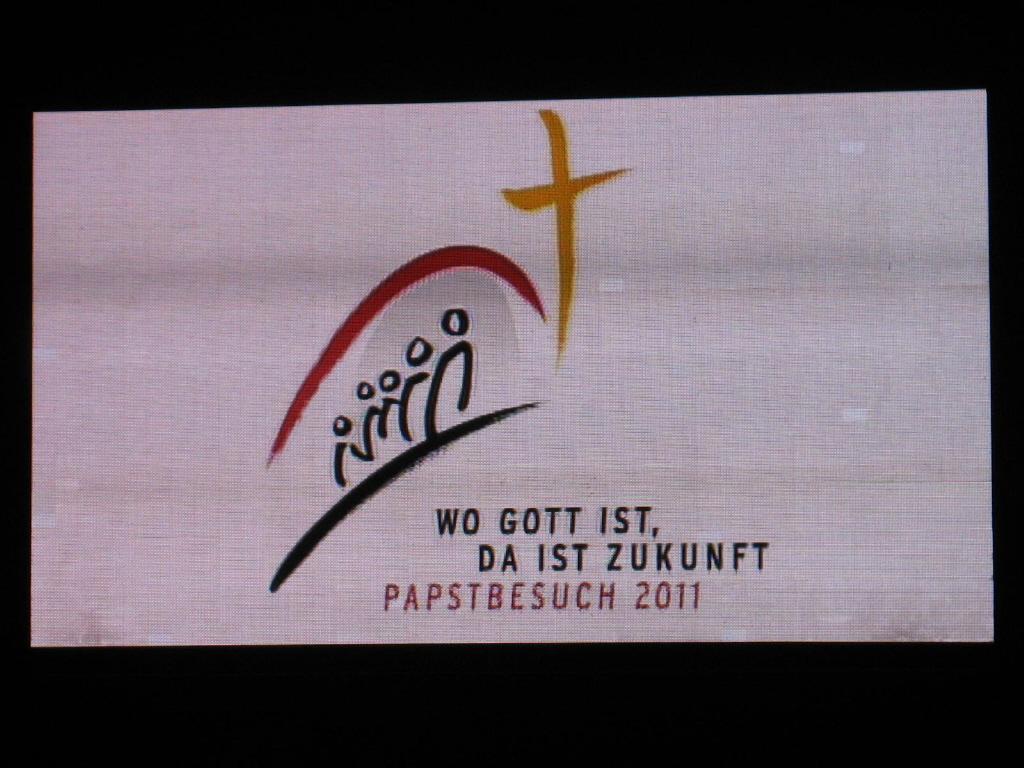 WO GOTT IST,
DA IST ZUKUNFT
PAPSTBESUCH 2011